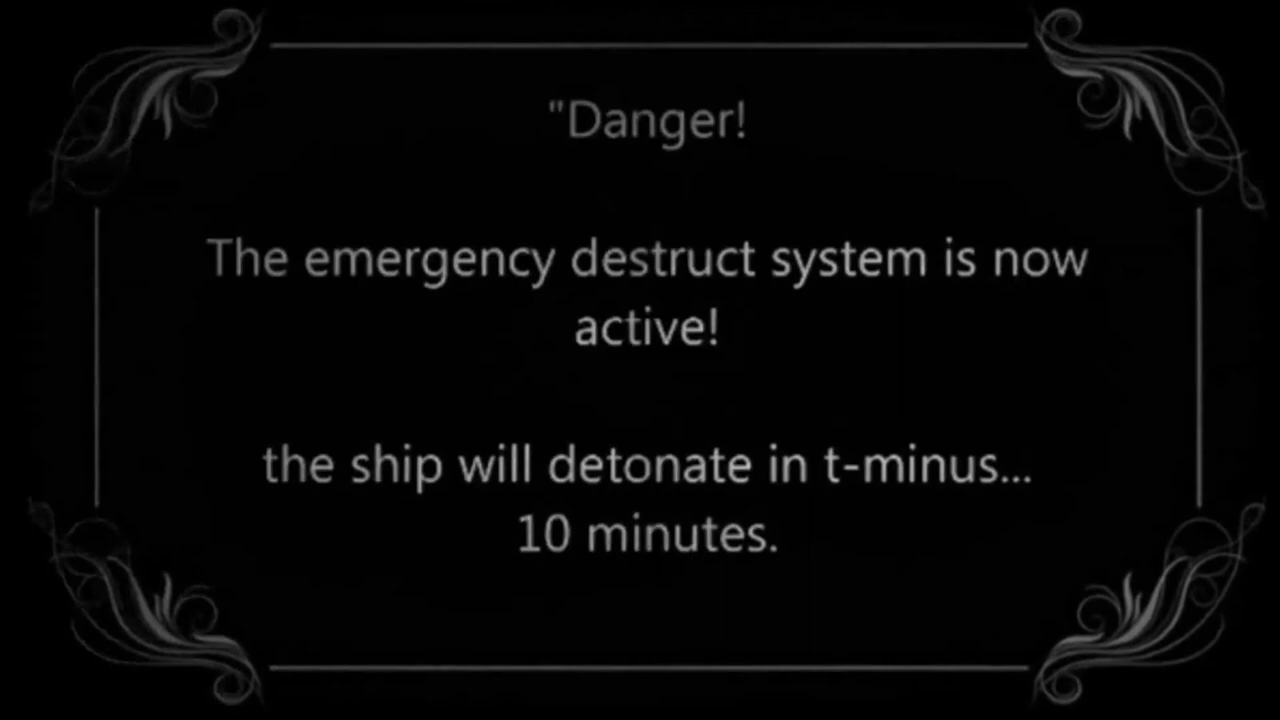 "Danger!
The emergency destruct system is now
active!
the ship will detonate in t-minus...
10 minutes.